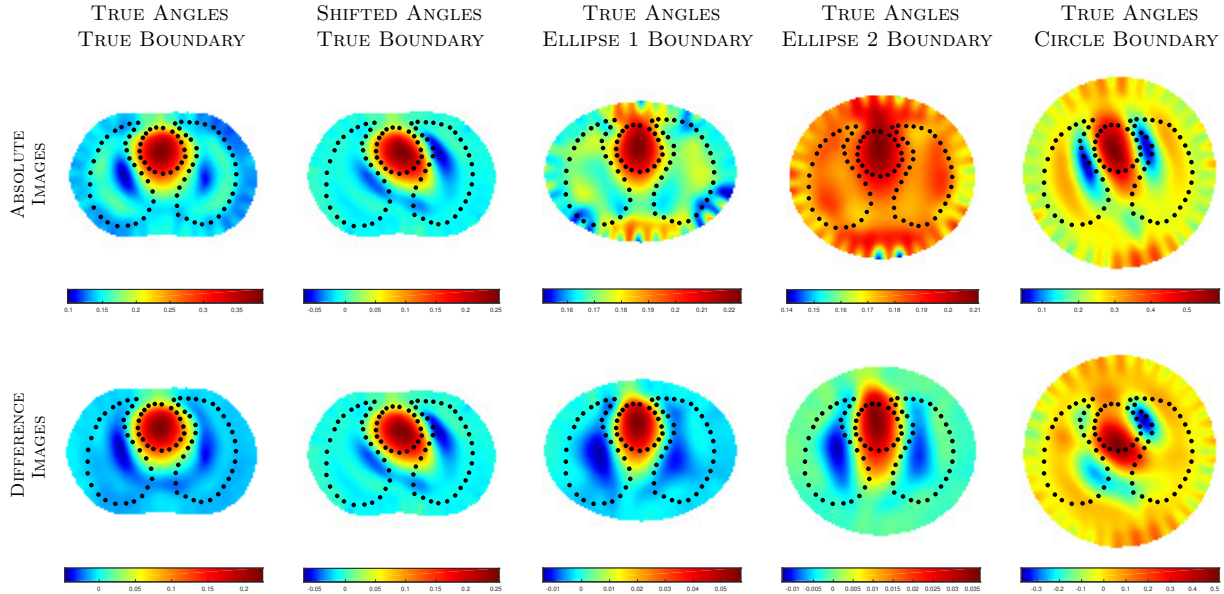 TRUE ANGLES
TRUE BOUNDARY
SHIFTED ANGLES
TRUE BOUNDARY
TRUE ANGLES
ELLIPSE 1 BOUNDARY
TRUE ANGLES
ELLIPSE 2 BOUNDARY
TRUE ANGLES
CIRCLE BOUNDARY
ABSOLUTE
IMAGES
0.1 0.15 0.2 0.25 0.3 0.35
-0.05 0 0.05 0.1 0.15 0.2 0.25
0.16 0.17 0.18 0.19 0.2 0.21 0.22
0.14 0.15 0.16 0.17 0.18 0.19 0.2 0.21
0.1 0.2 0.3 0.4 0.5
DIFFERENCE
IMAGES
0 0.05 0.1 0.15 0.2
-0.05 0 0.05 0.1 0.15 0.2 0.25
-0.01 0 0.01 0.02 0.03 0.04 0.05
-0.01 -0.005 0 0.005 0.01 0.015 0.02 0.025 0.03 0.035
-0.3 -0.2 -0.1 0 0.1 0.2 0.3 0.4 0.5